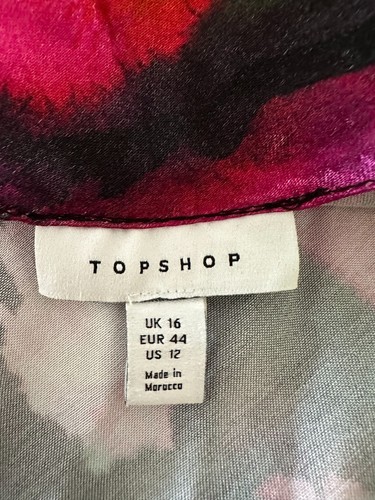 TOPSHOP
UK 16
EUR 44
US 12
Made in
Morocco